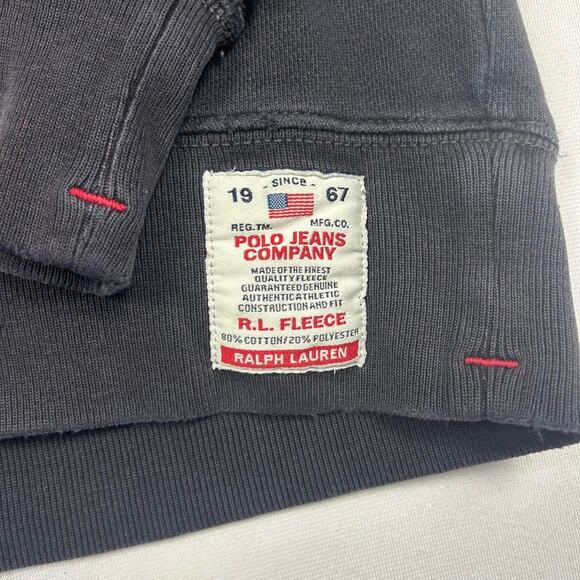 - SINCE -
19 67
REG.TM. MFG.CO.
POLO JEANS
COMPANY
MADE OF THE FINEST
QUALITY FLEECE
GUARANTEED GENUINE
AUTHENTIC ATHLETIC
CONSTRUCTION AND FIT
R.L. FLEECE
80% COTTON/20% POLYESTER
RALPH LAUREN